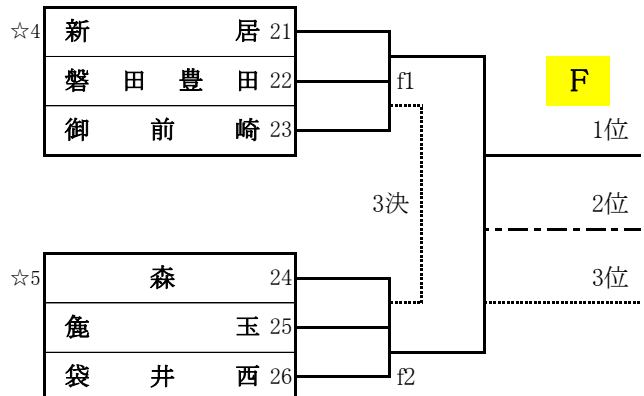 ☆4 新居 21
磐田豊田 22 f1 F
御前崎 23 1位
3決 2位
☆5 森 24 3位
麁玉 25
袋井西 26 f2